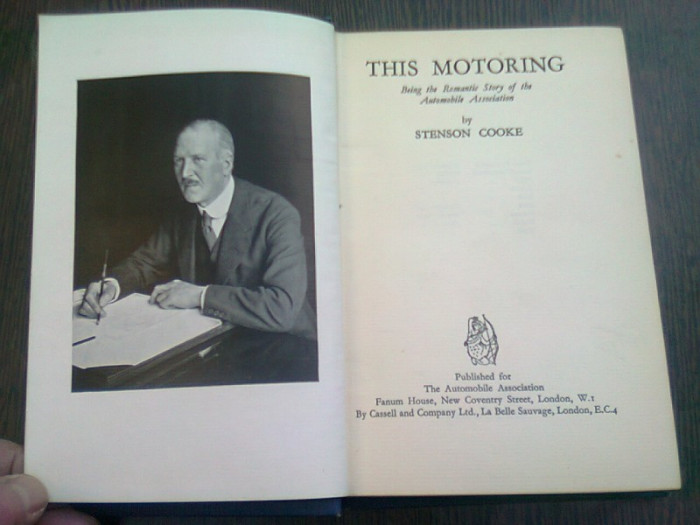 THIS MOTORING
Being the Romantic Story of the
Automobile Association
by
STENSON COOKE
Published for
The Automobile Association
Fanum House, New Coventry Street, London, W.1
By Cassell and Company Ltd., La Belle Sauvage, London, E.C.4